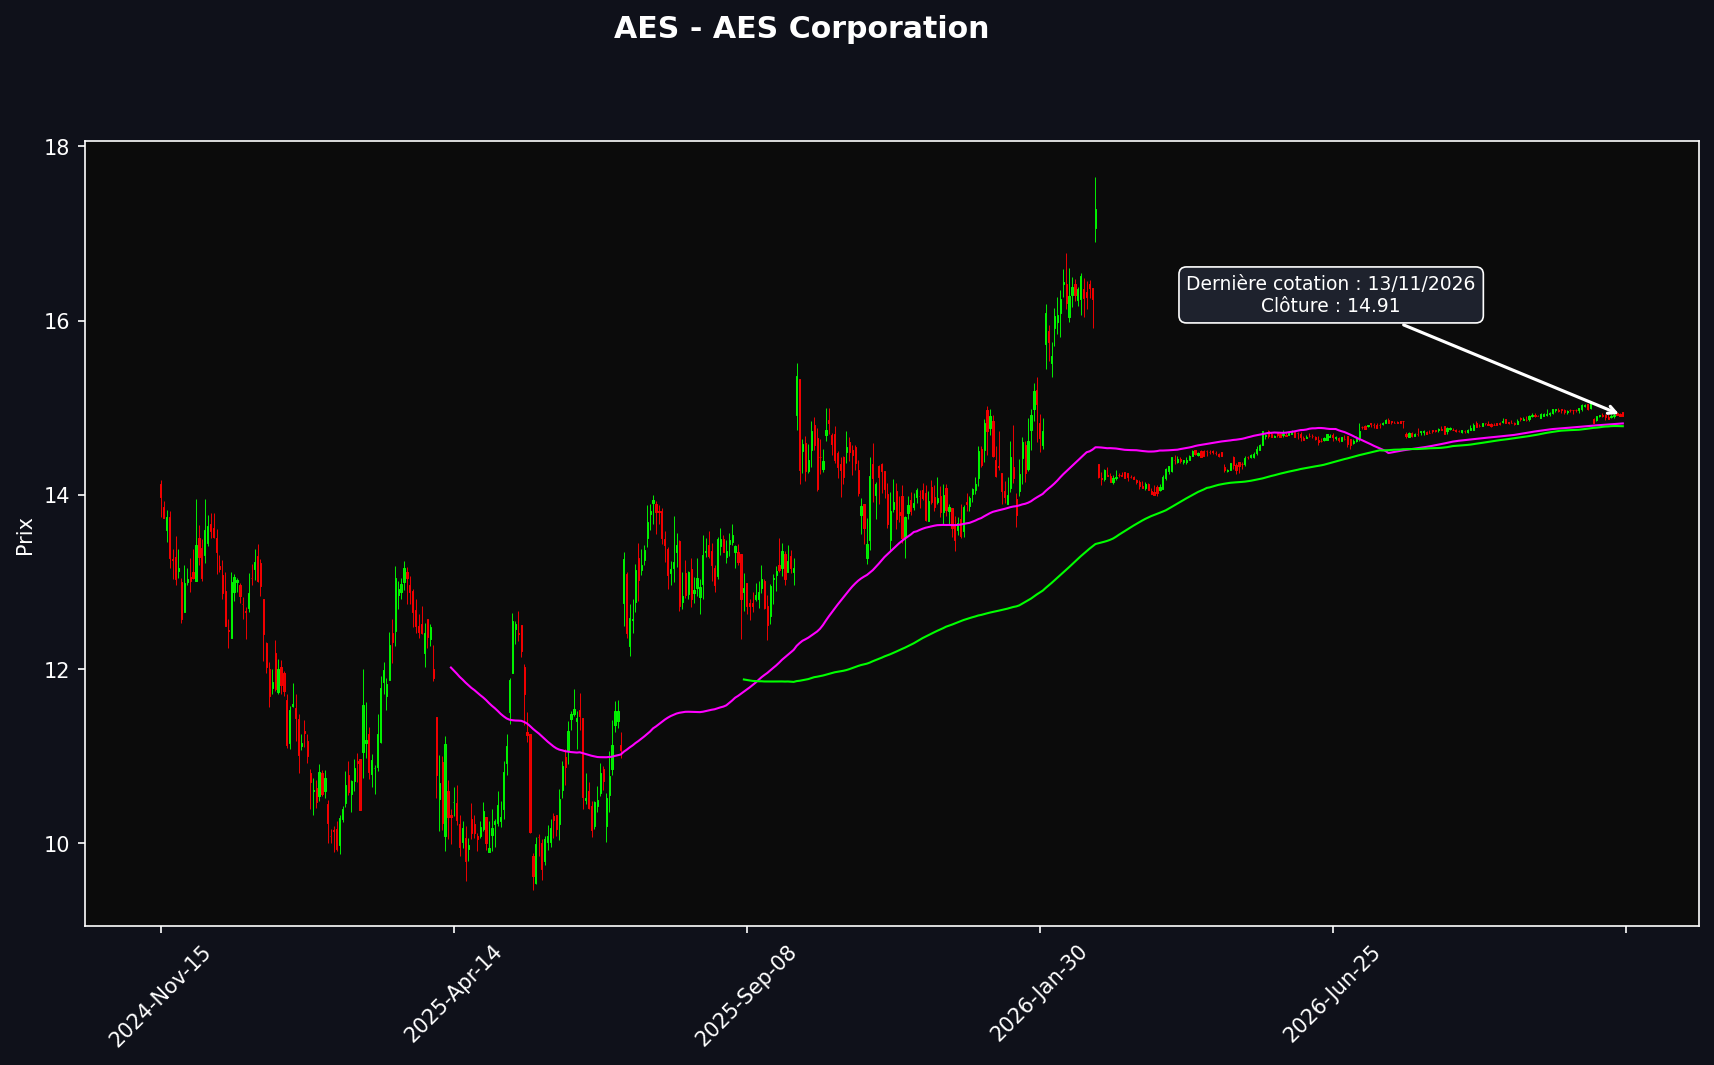 AES - AES Corporation
Prix
18
16
14
12
10
Dernière cotation : 13/11/2026
Clôture : 14.91
2024-Nov-15
2025-Apr-14
2025-Sep-08
2026-Jan-30
2026-Jun-25